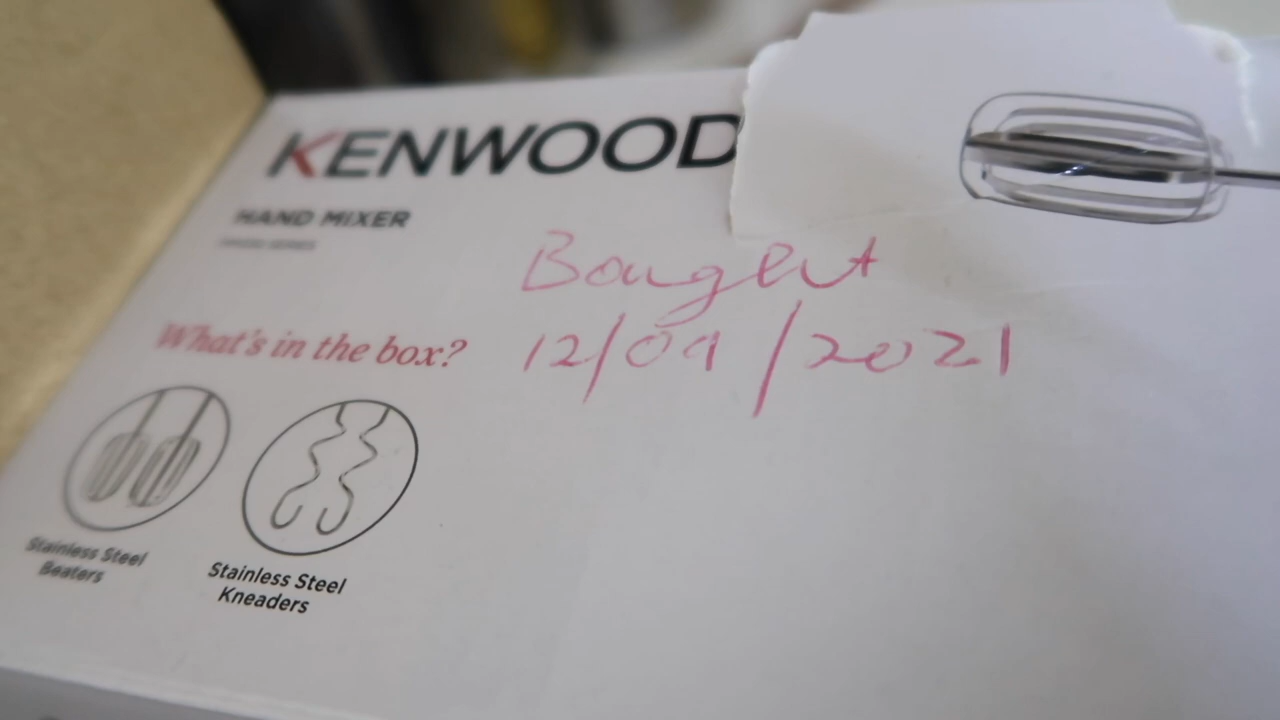 KENWOOD
HAND MIXER
Bought
12/09/2021
What's in the box?
Stainless Steel
Beaters
Stainless Steel
Kneaders